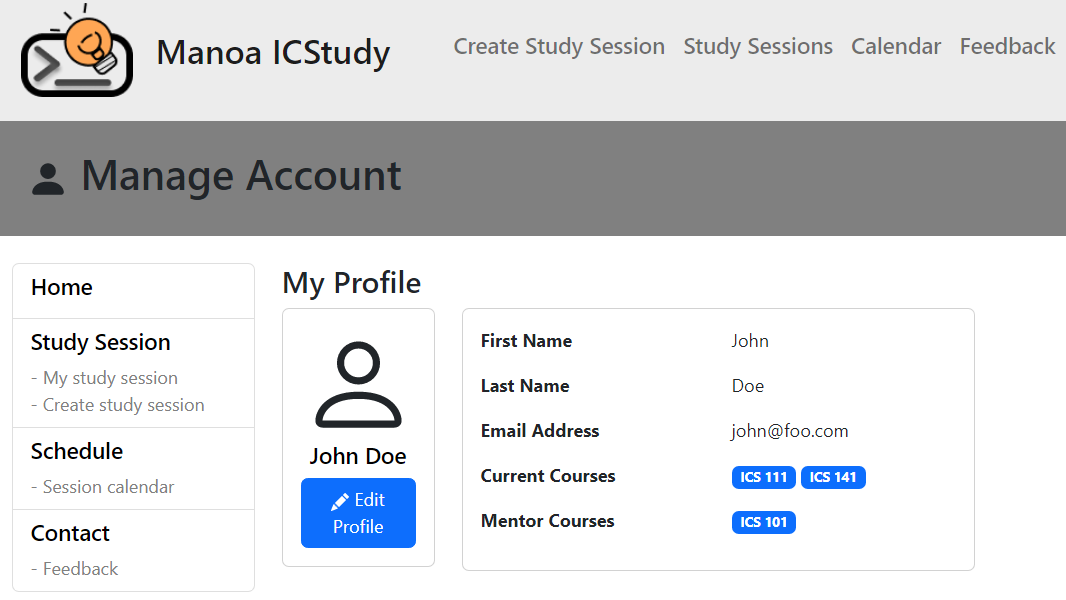 Manoa ICStudy
Create Study Session Study Sessions Calendar Feedback
Manage Account
Home
Study Session
- My study session
- Create study session
Schedule
- Session calendar
Contact
- Feedback
My Profile
John Doe
Edit
Profile
First Name John
Last Name Doe
Email Address john@foo.com
Current Courses ICS 111 ICS 141
Mentor Courses ICS 101